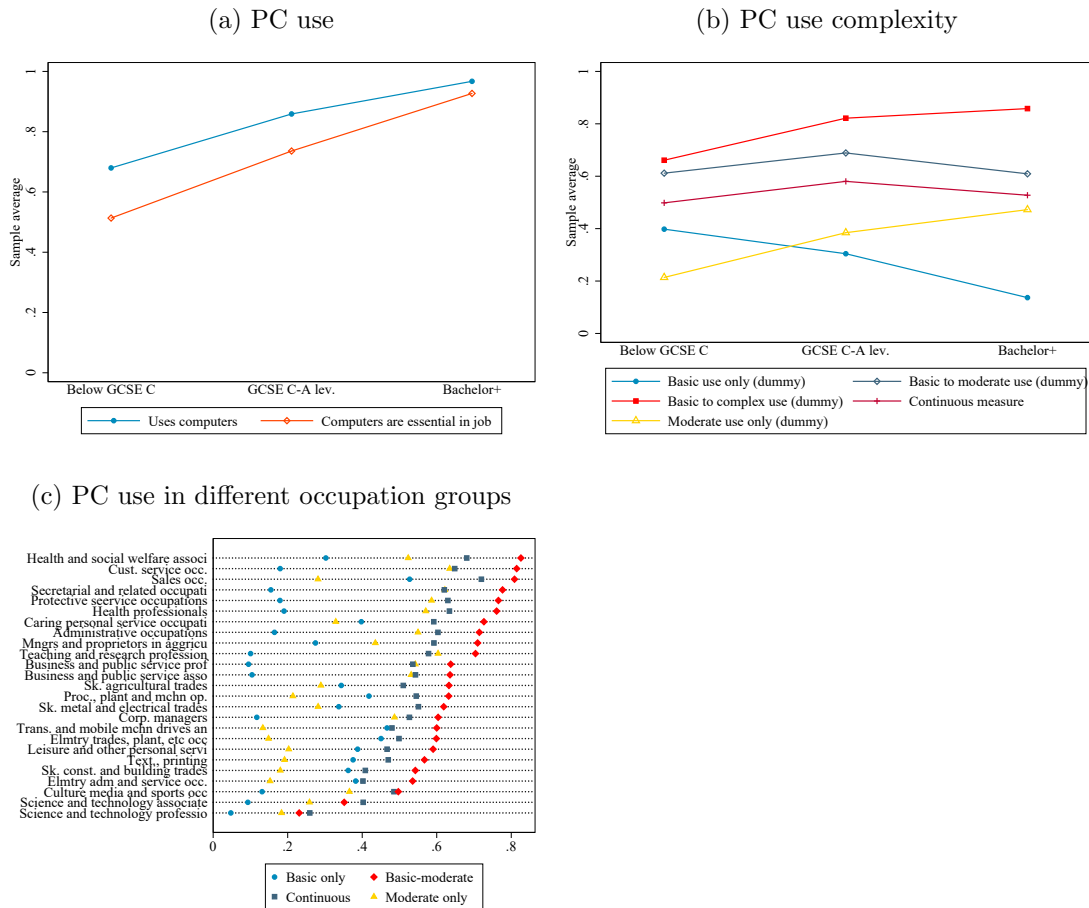 (a) PC use
1
.8
.6
.4
.2
0
Sample average
Below GCSE C
GCSE C-A lev.
Bachelor+
Uses computers
Computers are essential in job
(b) PC use complexity
1
.8
.6
.4
.2
0
Sample average
Below GCSE C
GCSE C-A lev.
Bachelor+
Basic use only (dummy)
Basic to moderate use (dummy)
Basic to complex use (dummy)
Continuous measure
Moderate use only (dummy)
(c) PC use in different occupation groups
Health and social welfare associ
Cust. service occ.
Sales occ.
Secretarial and related occupati
Protective seervice occupations
Health professionals
Caring personal service occupati
Administrative occupations
Mngrs and proprietors in aggricu
Teaching and research profession
Business and public service prof
Business and public service asso
Sk. agricultural trades
Proc., plant and mchn op.
Sk. metal and electrical trades
Corp. managers
Trans. and mobile mchn drives an
Elmtry trades, plant, etc occ
Leisure and other personal servi
Text., printing
Sk. const. and building trades
Elmtry adm and service occ.
Culture media and sports occ
Science and technology associate
Science and technology professio
0
.2
.4
.6
.8
Basic only
Basic-moderate
Continuous
Moderate only